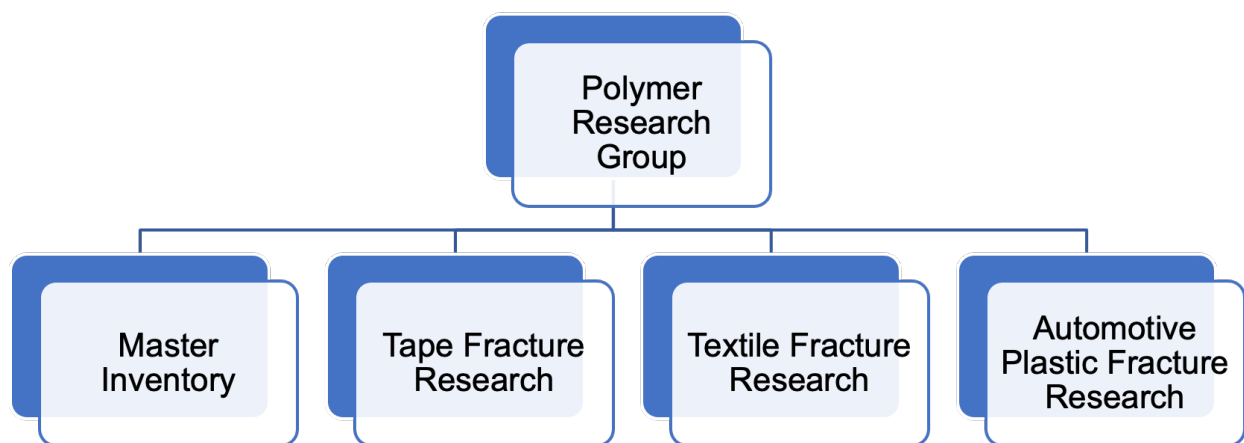 Polymer
Research
Group
Master
Inventory
Tape Fracture
Research
Textile Fracture
Research
Automotive
Plastic Fracture
Research